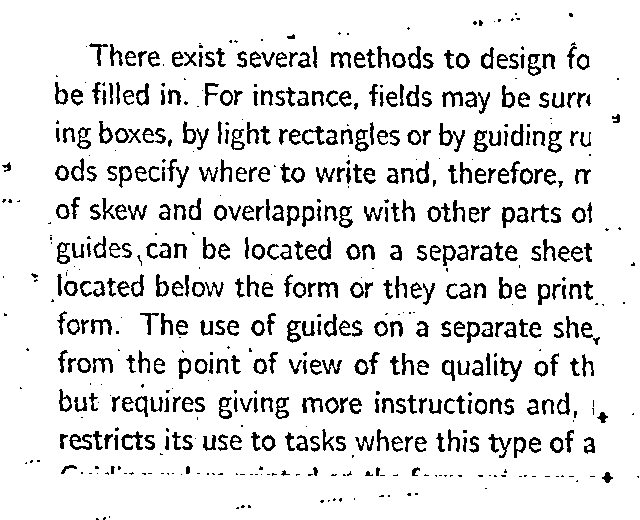 There exist several methods to design fo
be filled in. For instance, fields may be surr
ing boxes, by light rectangles or by guiding ru
ods specify where to write and, therefore, m
of skew and overlapping with other parts of
guides can be located on a separate sheet
located below the form or they can be print
form. The use of guides on a separate she
from the point of view of the quality of th
but requires giving more instructions and,
restricts its use to tasks where this type of a